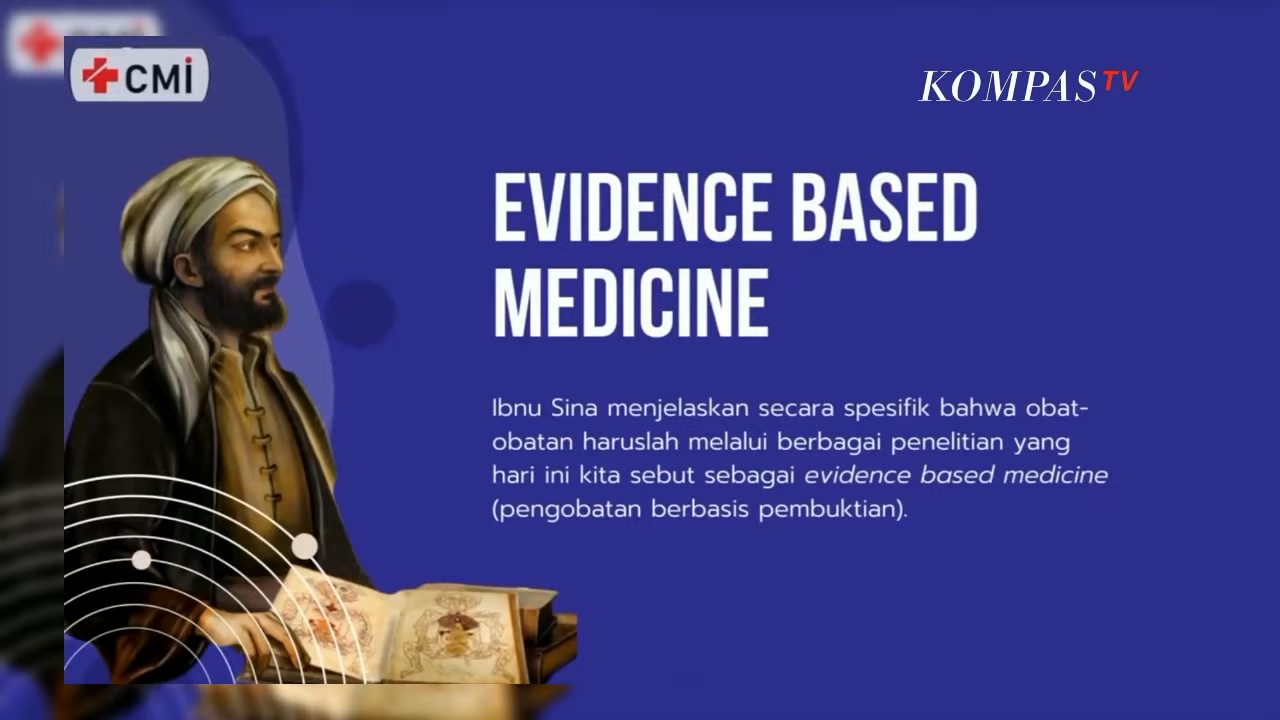 CMI
KOMPASTV
EVIDENCE BASED
MEDICINE
Ibnu Sina menjelaskan secara spesifik bahwa obat-
obatan haruslah melalui berbagai penelitian yang
hari ini kita sebut sebagai evidence based medicine
(pengobatan berbasis pembuktian).